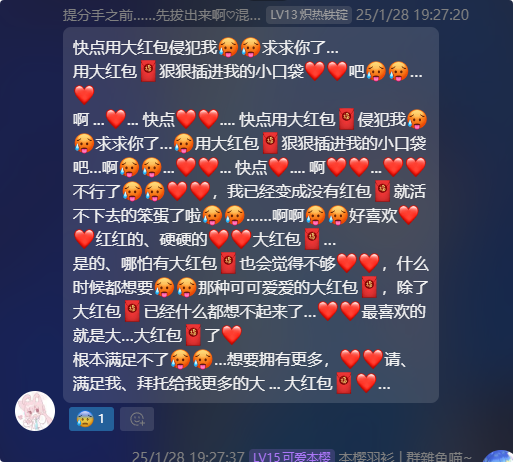 提分手之前......先拔出来啊♡混... LV13 炽热铁锭 25/1/28 19:27:20
快点用大红包侵犯我🥵🥵求求你了...
用大红包🧧狠狠插进我的小口袋❤️❤️吧🥵🥵...
❤️
啊 ...❤️... 快点❤️❤️.... 快点用大红包🧧侵犯我🥵
🥵求求你了...🥵用大红包🧧狠狠插进我的小口袋
吧...啊🥵🥵...❤️❤️... 快点❤️.... 啊❤️❤️...❤️❤️
不行了🥵🥵❤️❤️，我已经变成没有红包🧧就活
不下去的笨蛋了啦🥵🥵......啊啊🥵🥵好喜欢❤️
❤️红红的、硬硬的❤️❤️大红包🧧...
是的、哪怕有大红包🧧也会觉得不够❤️❤️，什么
时候都想要🥵🥵那种可可爱爱的大红包🧧，除了
大红包🧧已经什么都想不起来了...❤️❤️最喜欢的
就是大...大红包🧧了❤️
根本满足不了🥵🥵...想要拥有更多，❤️❤️请、
满足我、拜托给我更多的大 ... 大红包🧧❤️...
😰 1
25/1/28 19:27:37 LV15 可爱本樱 本樱羽衫 | 群雜鱼喵~